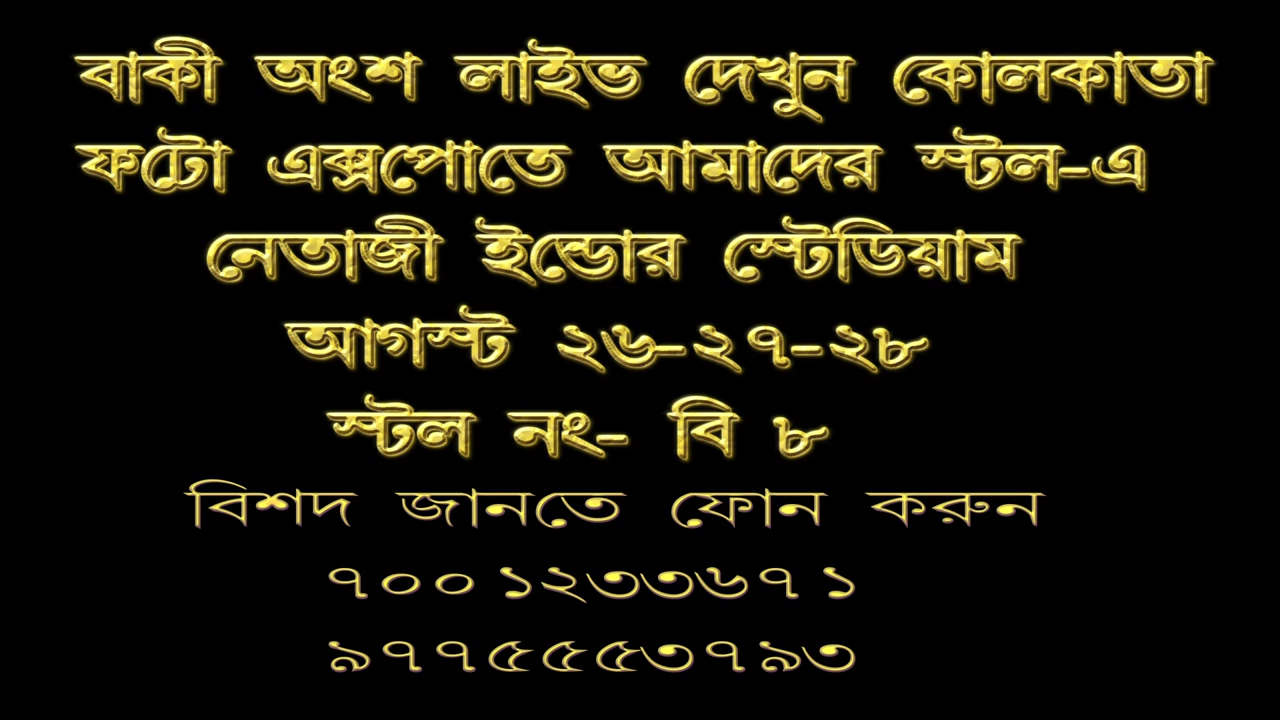 বাকী অংশ লাইভ দেখুন কোলকাতা
ফটো এক্সপোতে আমাদের স্টল-এ
নেতাজী ইন্ডোর স্টেডিয়াম
আগস্ট ২৬-২৭-২৮
স্টল নং- বি ৮
বিশদ জানতে ফোন করুন
৭০০১২৩৩৬৭১
৯৭৭৫৫৫৩৭৯৩